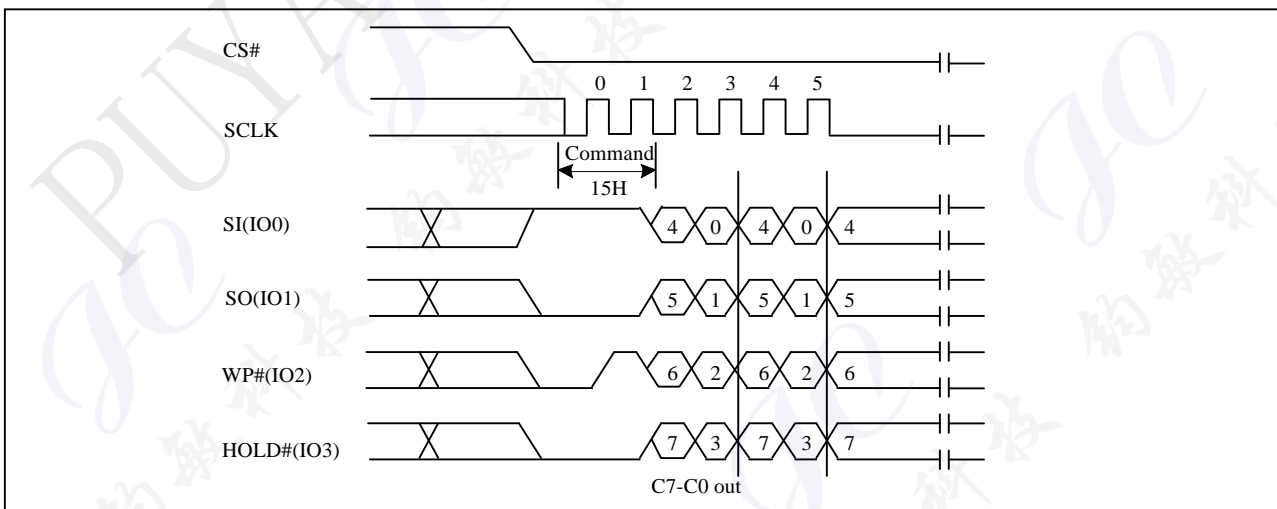 PUYA
CS#
0 1 2 3 4 5
SCLK
Command
15H
SI(IO0)
4 0 4 0 4
SO(IO1)
5 1 5 1 5
WP#(IO2)
6 2 6 2 6
HOLD#(IO3)
7 3 7 3 7
C7-C0 out